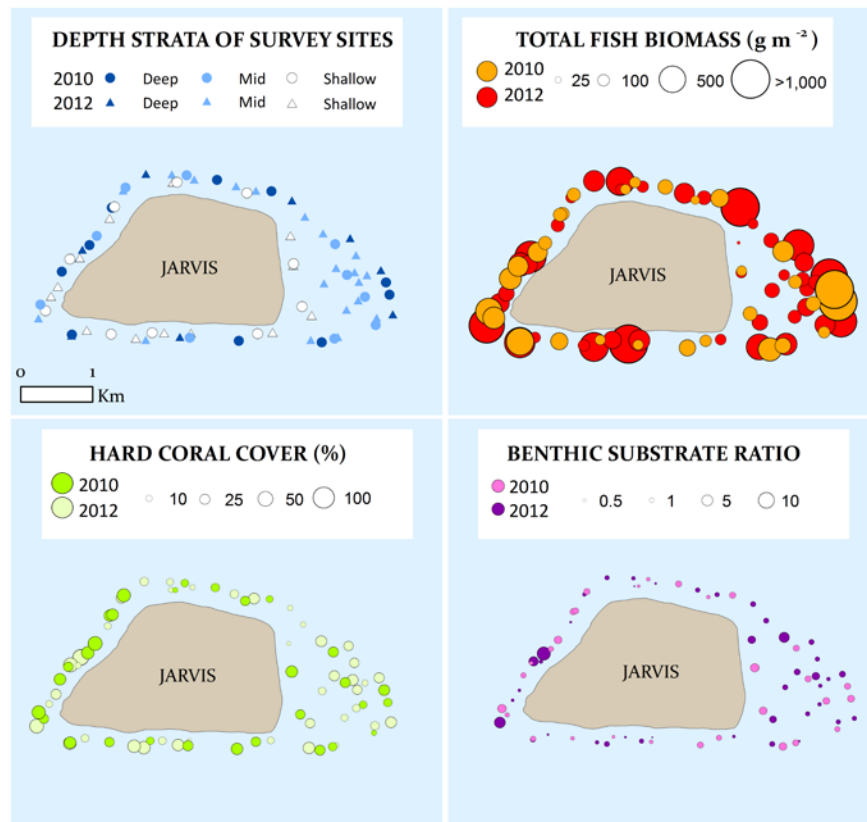 DEPTH STRATA OF SURVEY SITES
2010 Deep Mid Shallow
2012 Deep Mid Shallow
JARVIS
0 1
Km
TOTAL FISH BIOMASS (g m ⁻²)
2010
2012
25 100 500 >1,000
JARVIS
HARD CORAL COVER (%)
2010
2012
10 25 50 100
JARVIS
BENTHIC SUBSTRATE RATIO
2010
2012
0.5 1 5 10
JARVIS